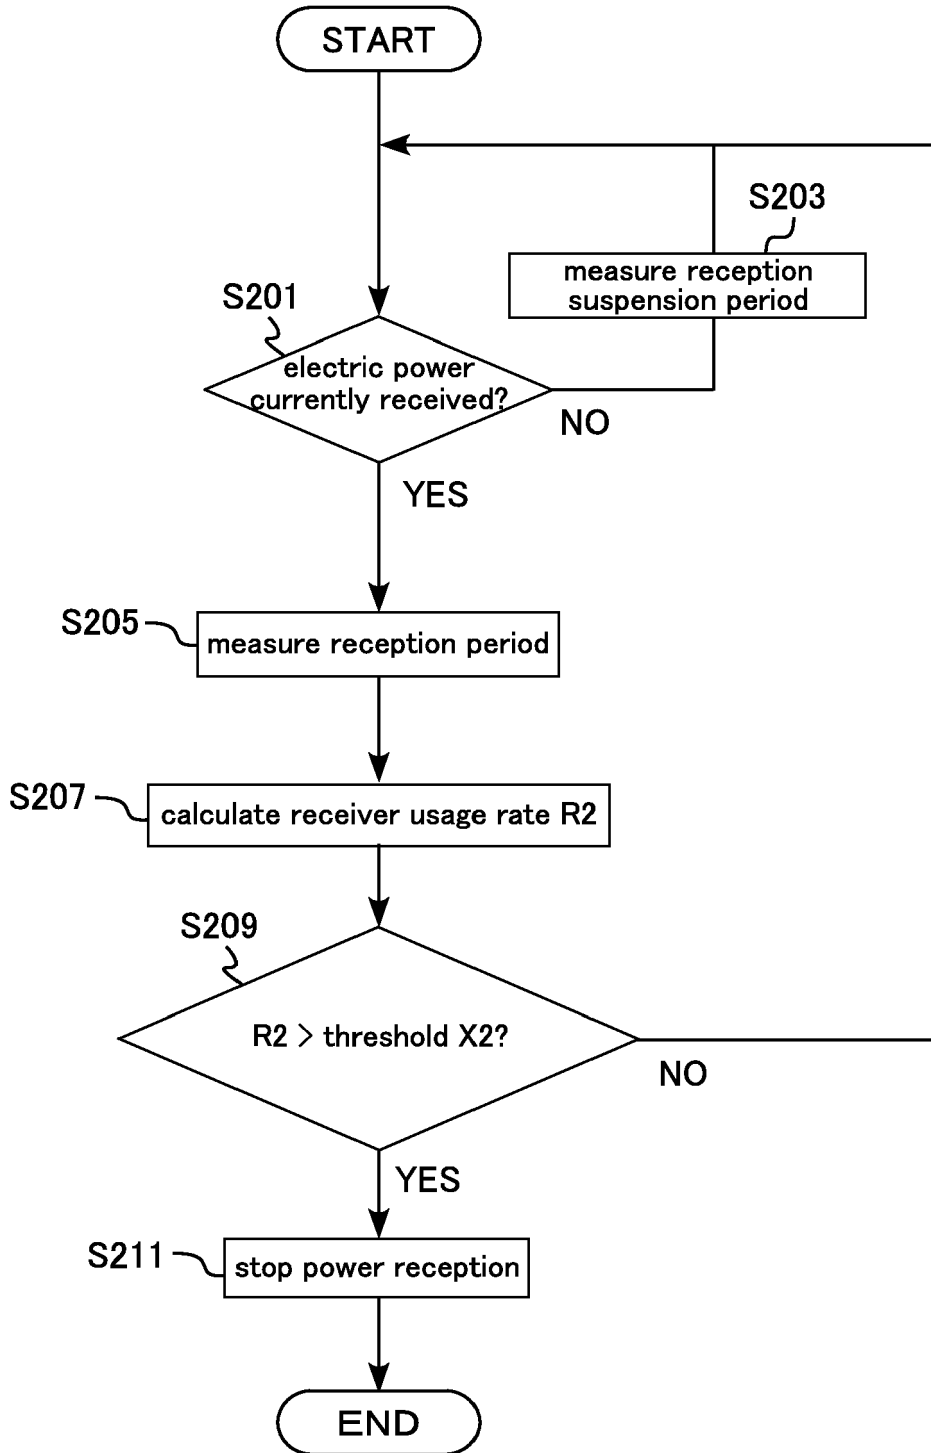 START
S203
measure reception
suspension period
S201
electric power
currently received?
NO
YES
S205
measure reception period
S207
calculate receiver usage rate R2
S209
R2 > threshold X2?
NO
YES
S211
stop power reception
END